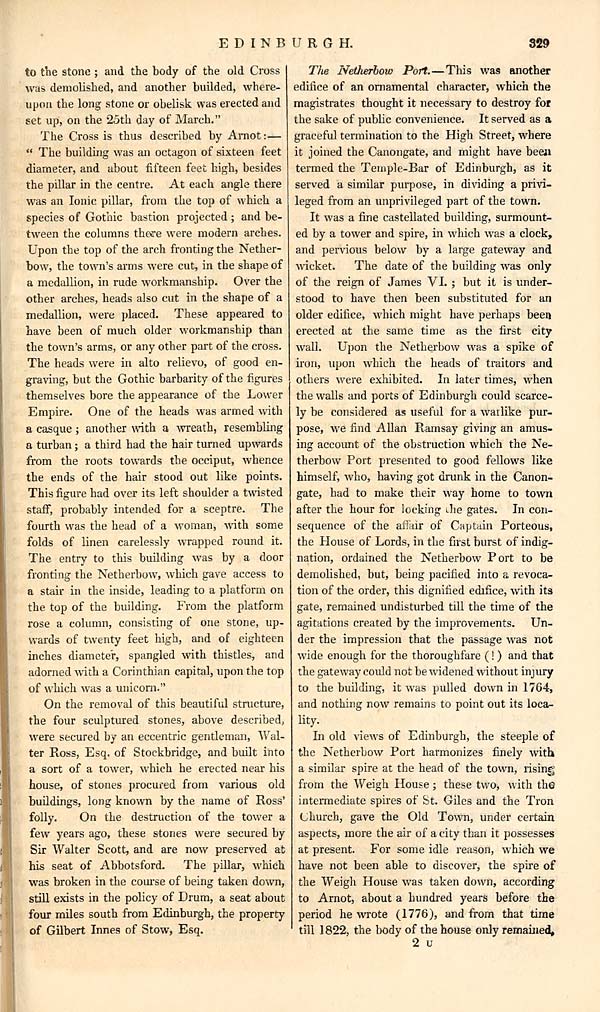 EDINBURGH. 329
to the stone; and the body of the old Cross
was demolished, and another builded, where-
upon the long stone or obelisk was erected and
set up, on the 25th day of March."
The Cross is thus described by Arnot:—
" The building was an octagon of sixteen feet
diameter, and about fifteen feet high, besides
the pillar in the centre. At each angle there
was an Ionic pillar, from the top of which a
species of Gothic bastion projected; and be-
tween the columns there were modern arches.
Upon the top of the arch fronting the Nether-
bow, the town's arms were cut, in the shape of
a medallion, in rude workmanship. Over the
other arches, heads also cut in the shape of a
medallion, were placed. These appeared to
have been of much older workmanship than
the town's arms, or any other part of the cross.
The heads were in alto relievo, of good en-
graving, but the Gothic barbarity of the figures
themselves bore the appearance of the Lower
Empire. One of the heads was armed with
a casque; another with a wreath, resembling
a turban; a third had the hair turned upwards
from the roots towards the occiput, whence
the ends of the hair stood out like points.
This figure had over its left shoulder a twisted
staff, probably intended for a sceptre. The
fourth was the head of a woman, with some
folds of linen carelessly wrapped round it.
The entry to this building was by a door
fronting the Netherbow, which gave access to
a stair in the inside, leading to a platform on
the top of the building. From the platform
rose a column, consisting of one stone, up-
wards of twenty feet high, and of eighteen
inches diameter, spangled with thistles, and
adorned with a Corinthian capital, upon the top
of which was a unicorn."
On the removal of this beautiful structure,
the four sculptured stones, above described,
were secured by an eccentric gentleman, Wal-
ter Ross, Esq. of Stockbridge, and built into
a sort of a tower, which he erected near his
house, of stones procured from various old
buildings, long known by the name of Ross'
folly. On the destruction of the tower a
few years ago, these stones were secured by
Sir Walter Scott, and are now preserved at
his seat of Abbotsford. The pillar, which
was broken in the course of being taken down,
still exists in the policy of Drum, a seat about
four miles south from Edinburgh, the property
of Gilbert Innes of Stow, Esq.
The Netherbow Port.—This was another
edifice of an ornamental character, which the
magistrates thought it necessary to destroy for
the sake of public convenience. It served as a
graceful termination to the High Street, where
it joined the Canongate, and might have been
termed the Temple-Bar of Edinburgh, as it
served a similar purpose, in dividing a privi-
leged from an unprivileged part of the town.
It was a fine castellated building, surmount-
ed by a tower and spire, in which was a clock,
and pervious below by a large gateway and
wicket. The date of the building was only
of the reign of James VI.; but it is under-
stood to have then been substituted for an
older edifice, which might have perhaps been
erected at the same time as the first city
wall. Upon the Netherbow was a spike of
iron, upon which the heads of traitors and
others were exhibited. In later times, when
the walls and ports of Edinburgh could scarce-
ly be considered as useful for a warlike pur-
pose, we find Allan Ramsay giving an amus-
ing account of the obstruction which the Ne-
therbow Port presented to good fellows like
himself, who, having got drunk in the Canon-
gate, had to make their way home to town
after the hour for locking the gates. In con-
sequence of the affair of Captain Porteous,
the House of Lords, in the first burst of indig-
nation, ordained the Netherbow Port to be
demolished, but, being pacified into a revoca-
tion of the order, this dignified edifice, with its
gate, remained undisturbed till the time of the
agitations created by the improvements. Un-
der the impression that the passage was not
wide enough for the thoroughfare (!) and that
the gateway could not be widened without injury
to the building, it was pulled down in 1764,
and nothing now remains to point out its loca-
lity.
In old views of Edinburgh, the steeple of
the Netherbow Port harmonizes finely with
a similar spire at the head of the town, rising
from the Weigh House; these two, with the
intermediate spires of St. Giles and the Tron
Church, gave the Old Town, under certain
aspects, more the air of a city than it possesses
at present. For some idle reason, which we
have not been able to discover, the spire of
the Weigh House was taken down, according
to Arnot, about a hundred years before the
period he wrote (1776), and from that time
till 1822, the body of the house only remained,
2 U